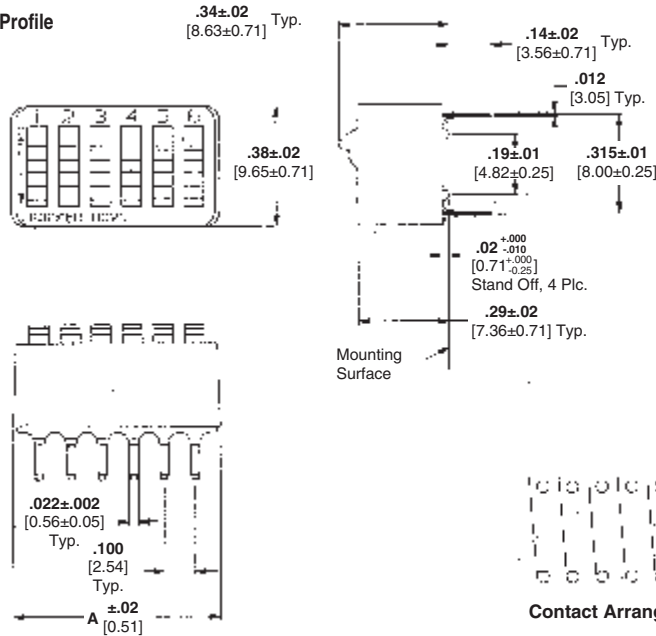 Profile
.34±.02
[8.63±0.71] Typ.
.14±.02
[3.56±0.71] Typ.
.012
[3.05] Typ.
1 2 3 4 5 6
.38±.02
[9.65±0.71]
.19±.01
[4.82±0.25]
.315±.01
[8.00±0.25]
.02 +.000 -.010
[0.71 +.000 -0.25]
Stand Off, 4 Plc.
.29±.02
[7.36±0.71] Typ.
Mounting
Surface
.022±.002
[0.56±0.05]
Typ.
.100
[2.54]
Typ.
A ±.02
[0.51]
Contact Arrang